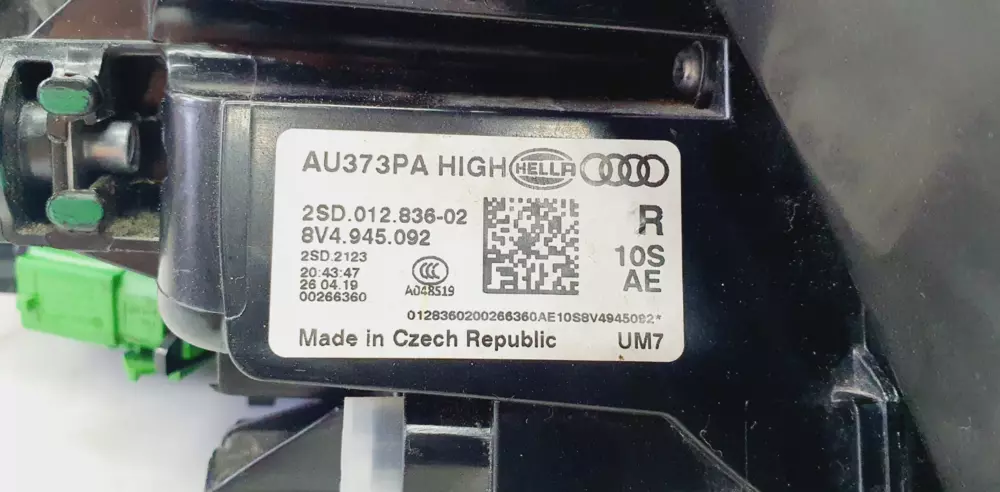 AU373PA HIGH HELLA
2SD.012.836-02
8V4.945.092
2SD.2123
20:43:47
26 04.19
00266360
CCC
A048519
R
10S
AE
0128360200266360AE10S8V4945092*
Made in Czech Republic UM7